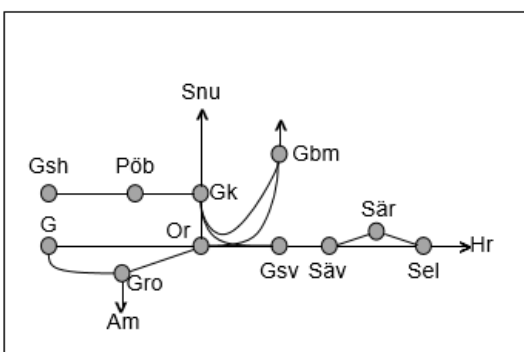 Snu
Gsh Pöb Gk Gbm
G Or Sär
Gro Gsv Säv Sel Hr
Am